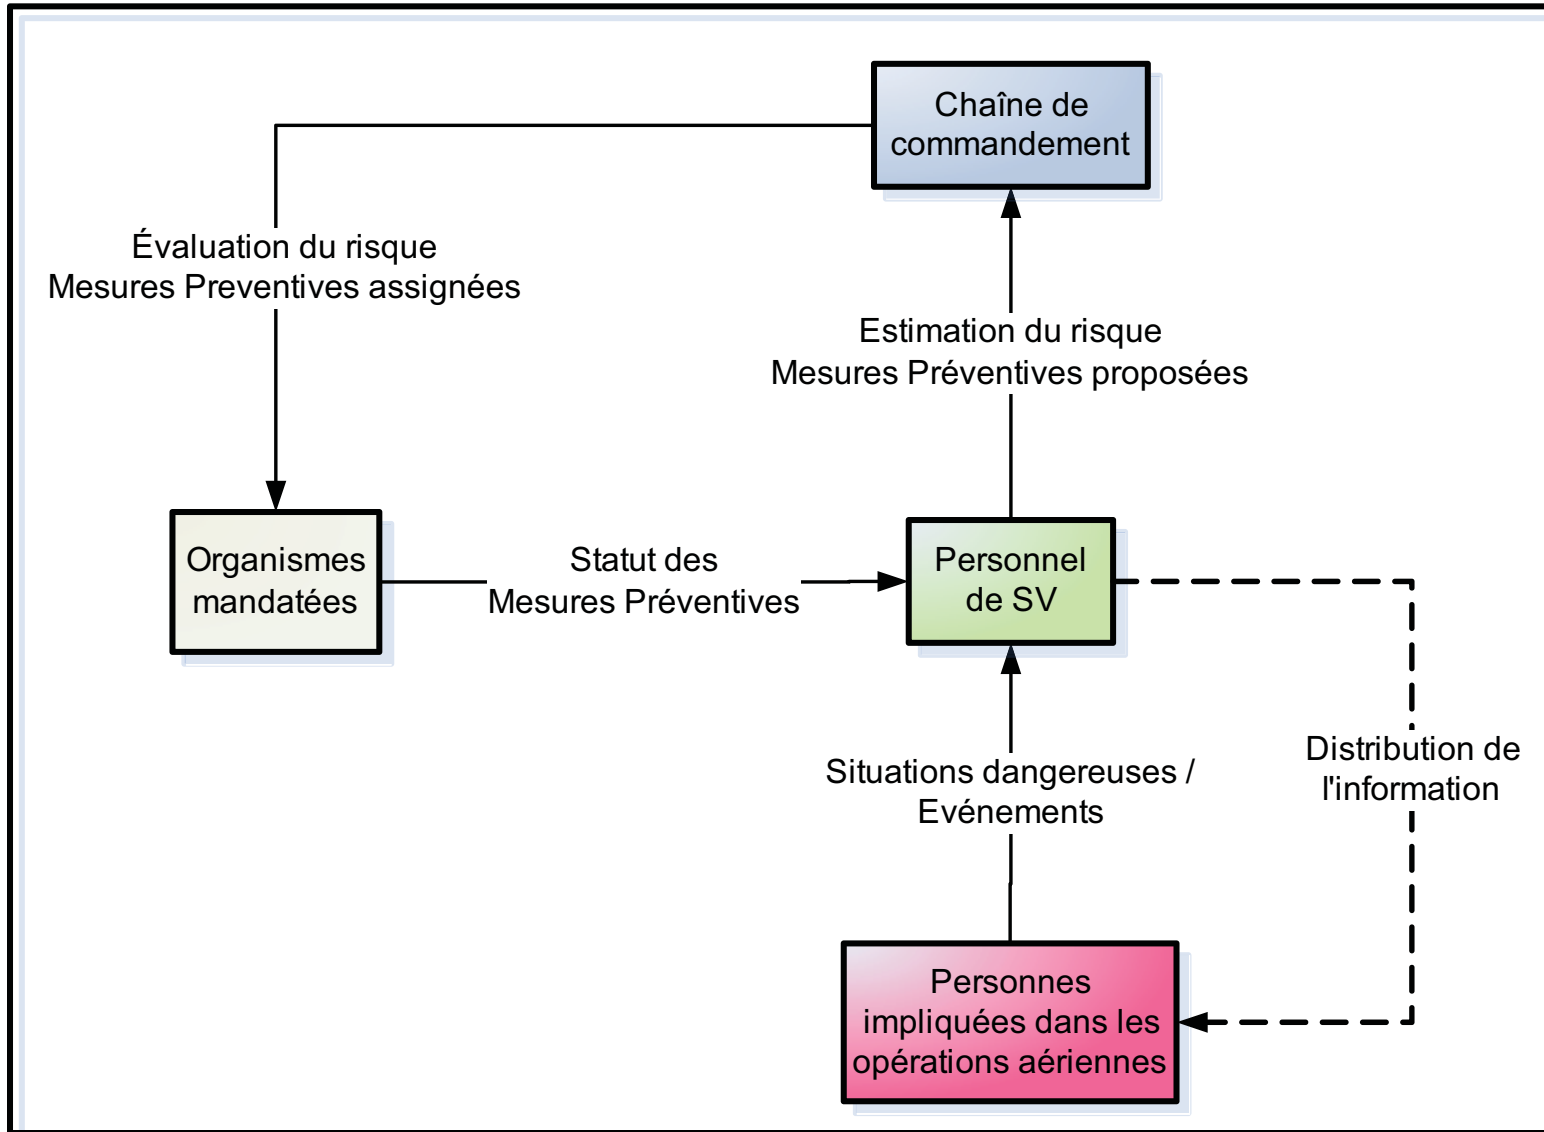 Chaîne de
commandement
Évaluation du risque
Mesures Preventives assignées
Estimation du risque
Mesures Préventives proposées
Organismes
mandatées
Statut des
Mesures Préventives
Personnel
de SV
Situations dangereuses /
Evénements
Distribution de
l'information
Personnes
impliquées dans les
opérations aériennes